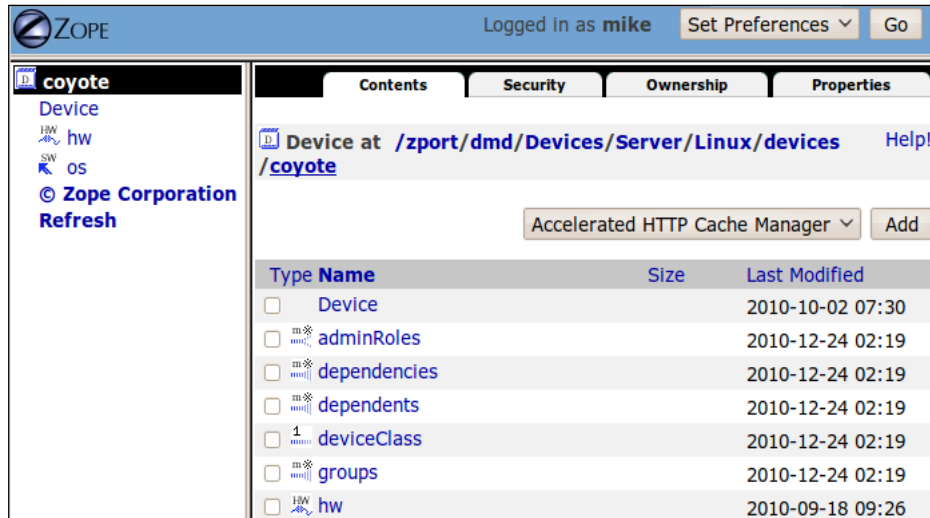 ZOPE Logged in as mike Set Preferences Go
coyote
Device
HW hw
SW os
© Zope Corporation
Refresh
Contents Security Ownership Properties
D Device at /zport/dmd/Devices/Server/Linux/devices Help!
/coyote
Accelerated HTTP Cache Manager Add
Type Name Size Last Modified
Device 2010-10-02 07:30
m adminRoles 2010-12-24 02:19
m dependencies 2010-12-24 02:19
m dependents 2010-12-24 02:19
1 deviceClass 2010-12-24 02:19
m groups 2010-12-24 02:19
HW hw 2010-09-18 09:26